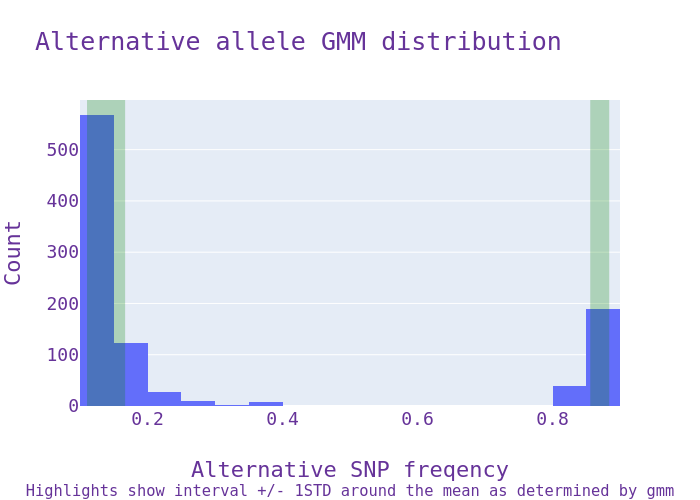 Alternative allele GMM distribution
Count
500
400
300
200
100
0
0.2 0.4 0.6 0.8
Alternative SNP freqency
Highlights show interval +/- 1STD around the mean as determined by gmm